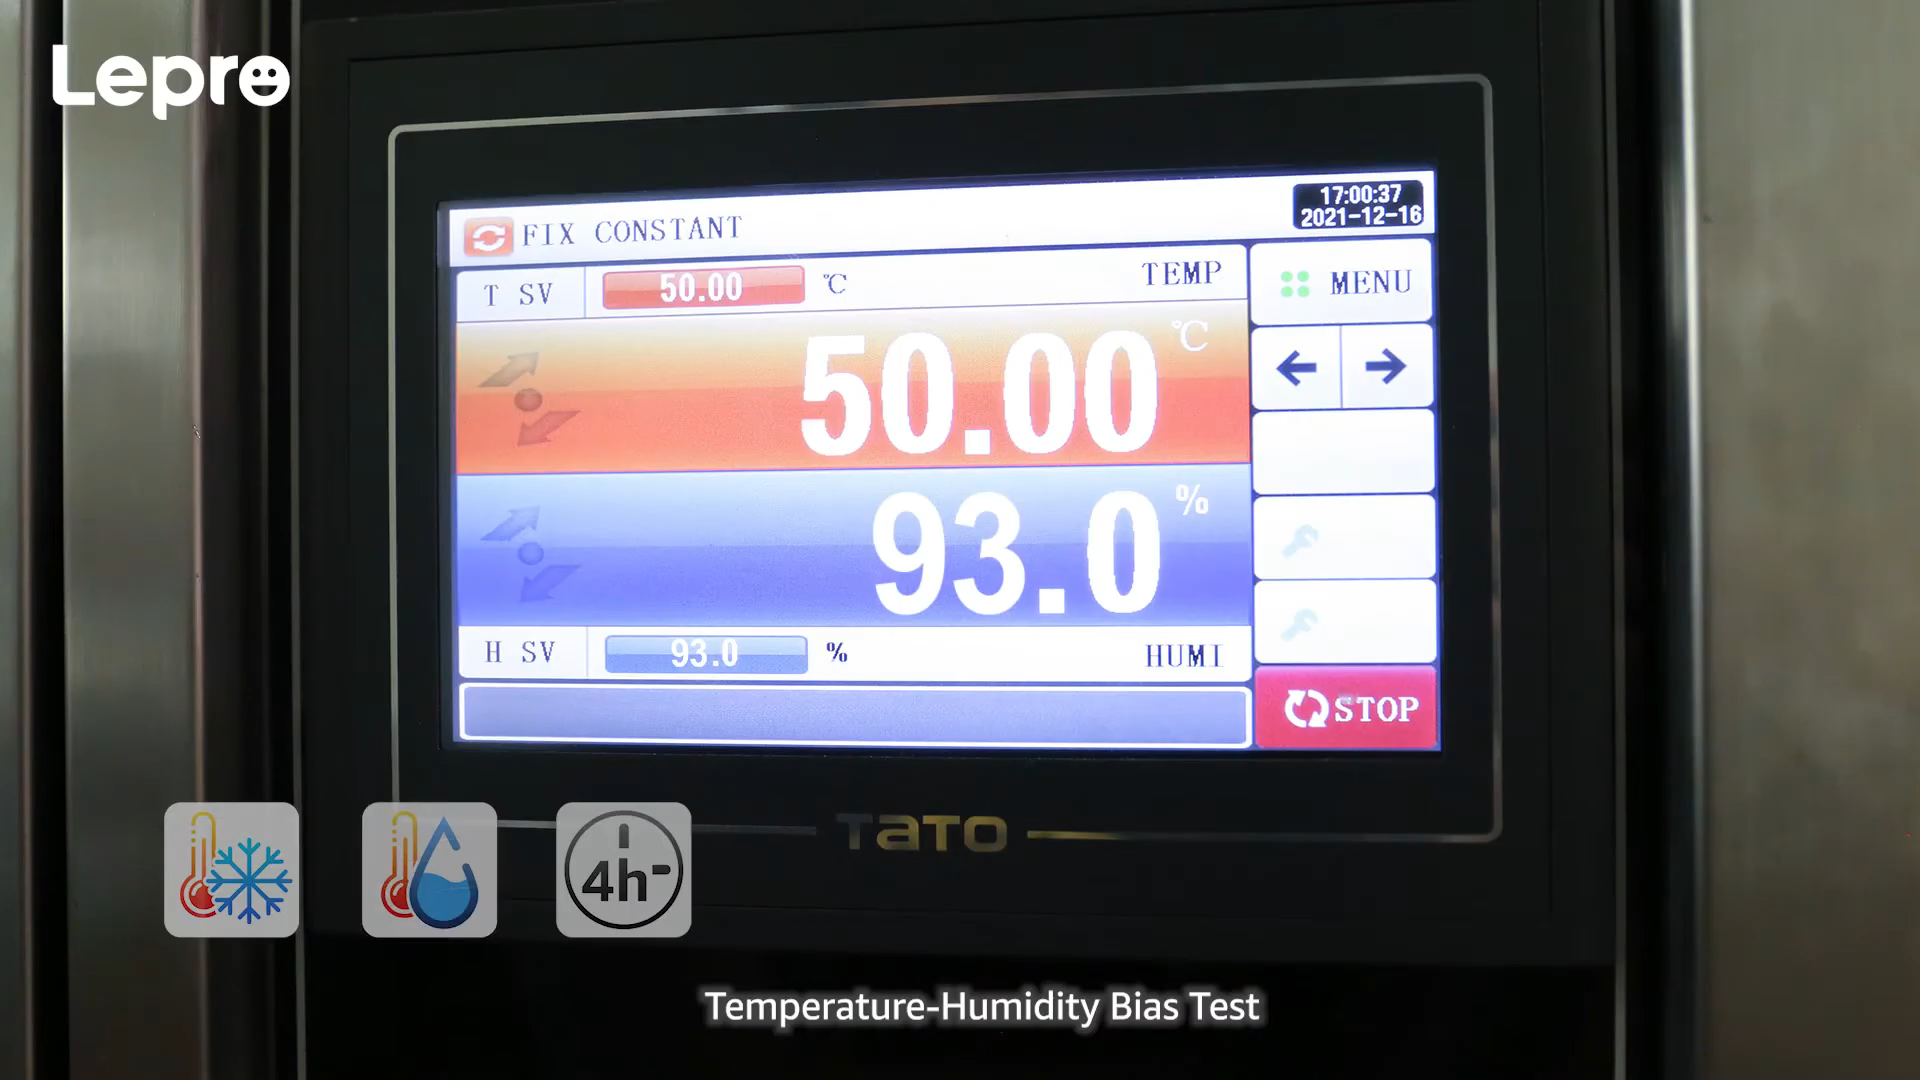 Lepro
17:00:37
2021-12-16
FIX CONSTANT
T SV 50.00 ℃ TEMP
MENU
50.00 ℃
93.0 %
H SV 93.0 % HUMI
STOP
TATO
4h
Temperature-Humidity Bias Test